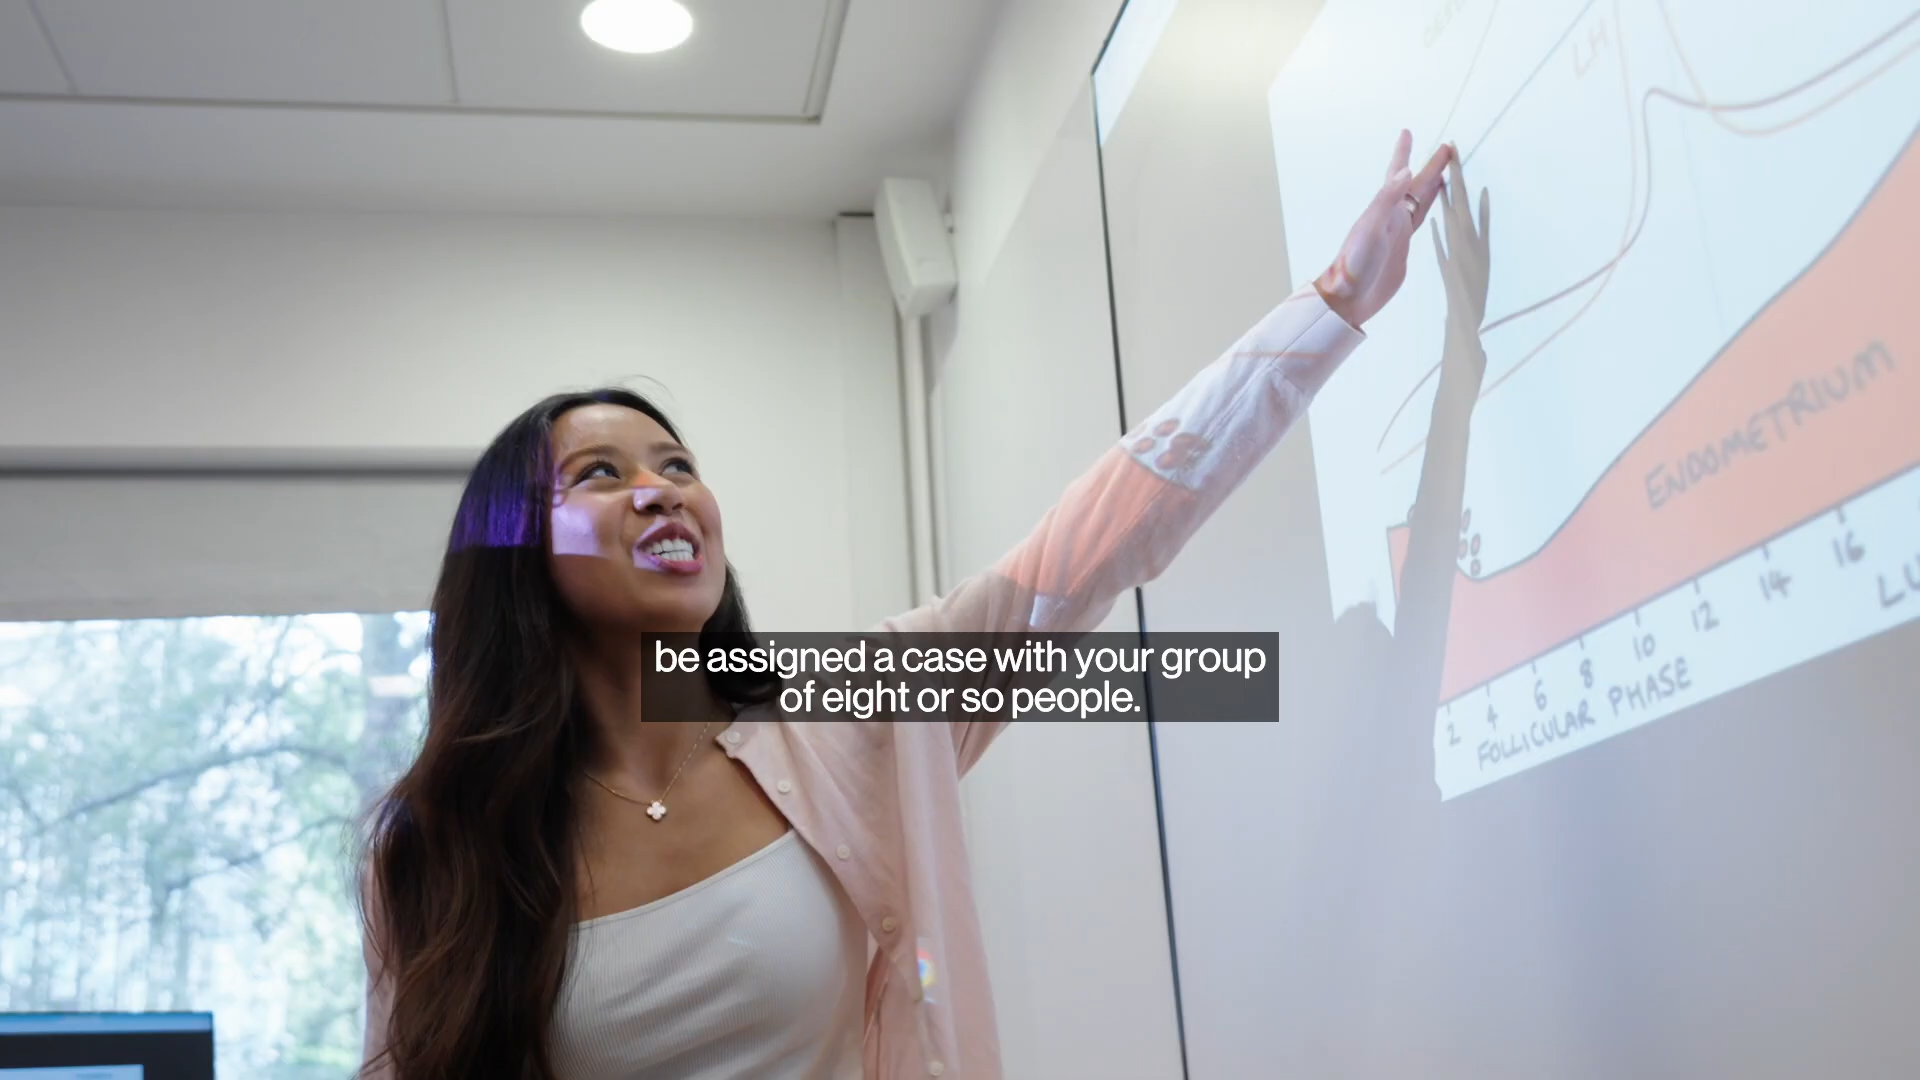 LH
ENDOMETRIUM
2 4 6 8 10 12 14 16
FOLLICULAR PHASE
be assigned a case with your group
of eight or so people.